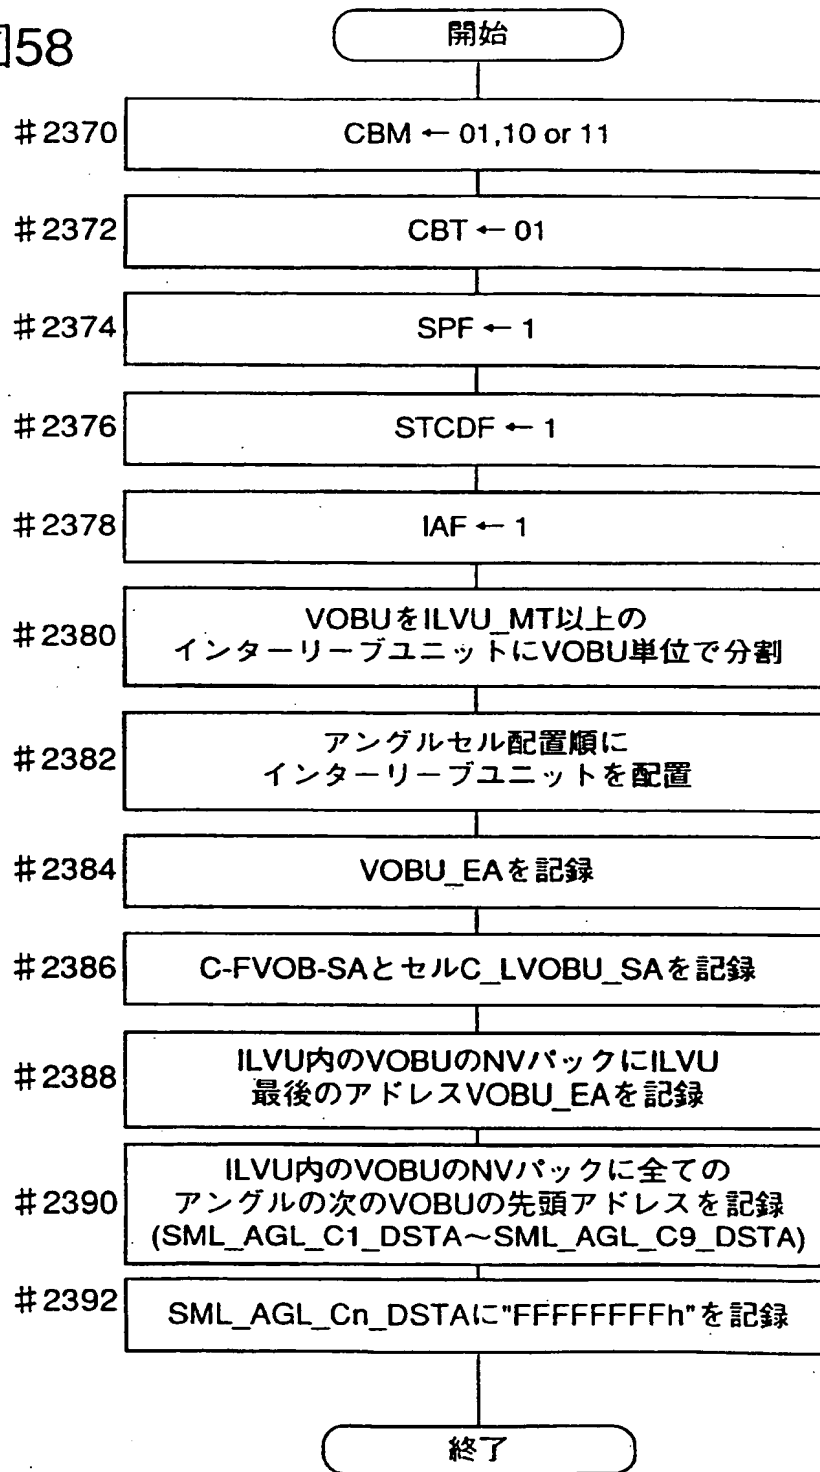 図58
開始
#2370
CBM ← 01,10 or 11
#2372
CBT ← 01
#2374
SPF ← 1
#2376
STCDF ← 1
#2378
IAF ← 1
#2380
VOBUをILVU_MT以上の
インターリーブユニットにVOBU単位で分割
#2382
アングルセル配置順に
インターリーブユニットを配置
#2384
VOBU_EAを記録
#2386
C-FVOB-SAとセルC_LVOBU_SAを記録
#2388
ILVU内のVOBUのNVパックにILVU
最後のアドレスVOBU_EAを記録
#2390
ILVU内のVOBUのNVパックに全ての
アングルの次のVOBUの先頭アドレスを記録
(SML_AGL_C1_DSTA～SML_AGL_C9_DSTA)
#2392
SML_AGL_Cn_DSTAに"FFFFFFFFh"を記録
終了